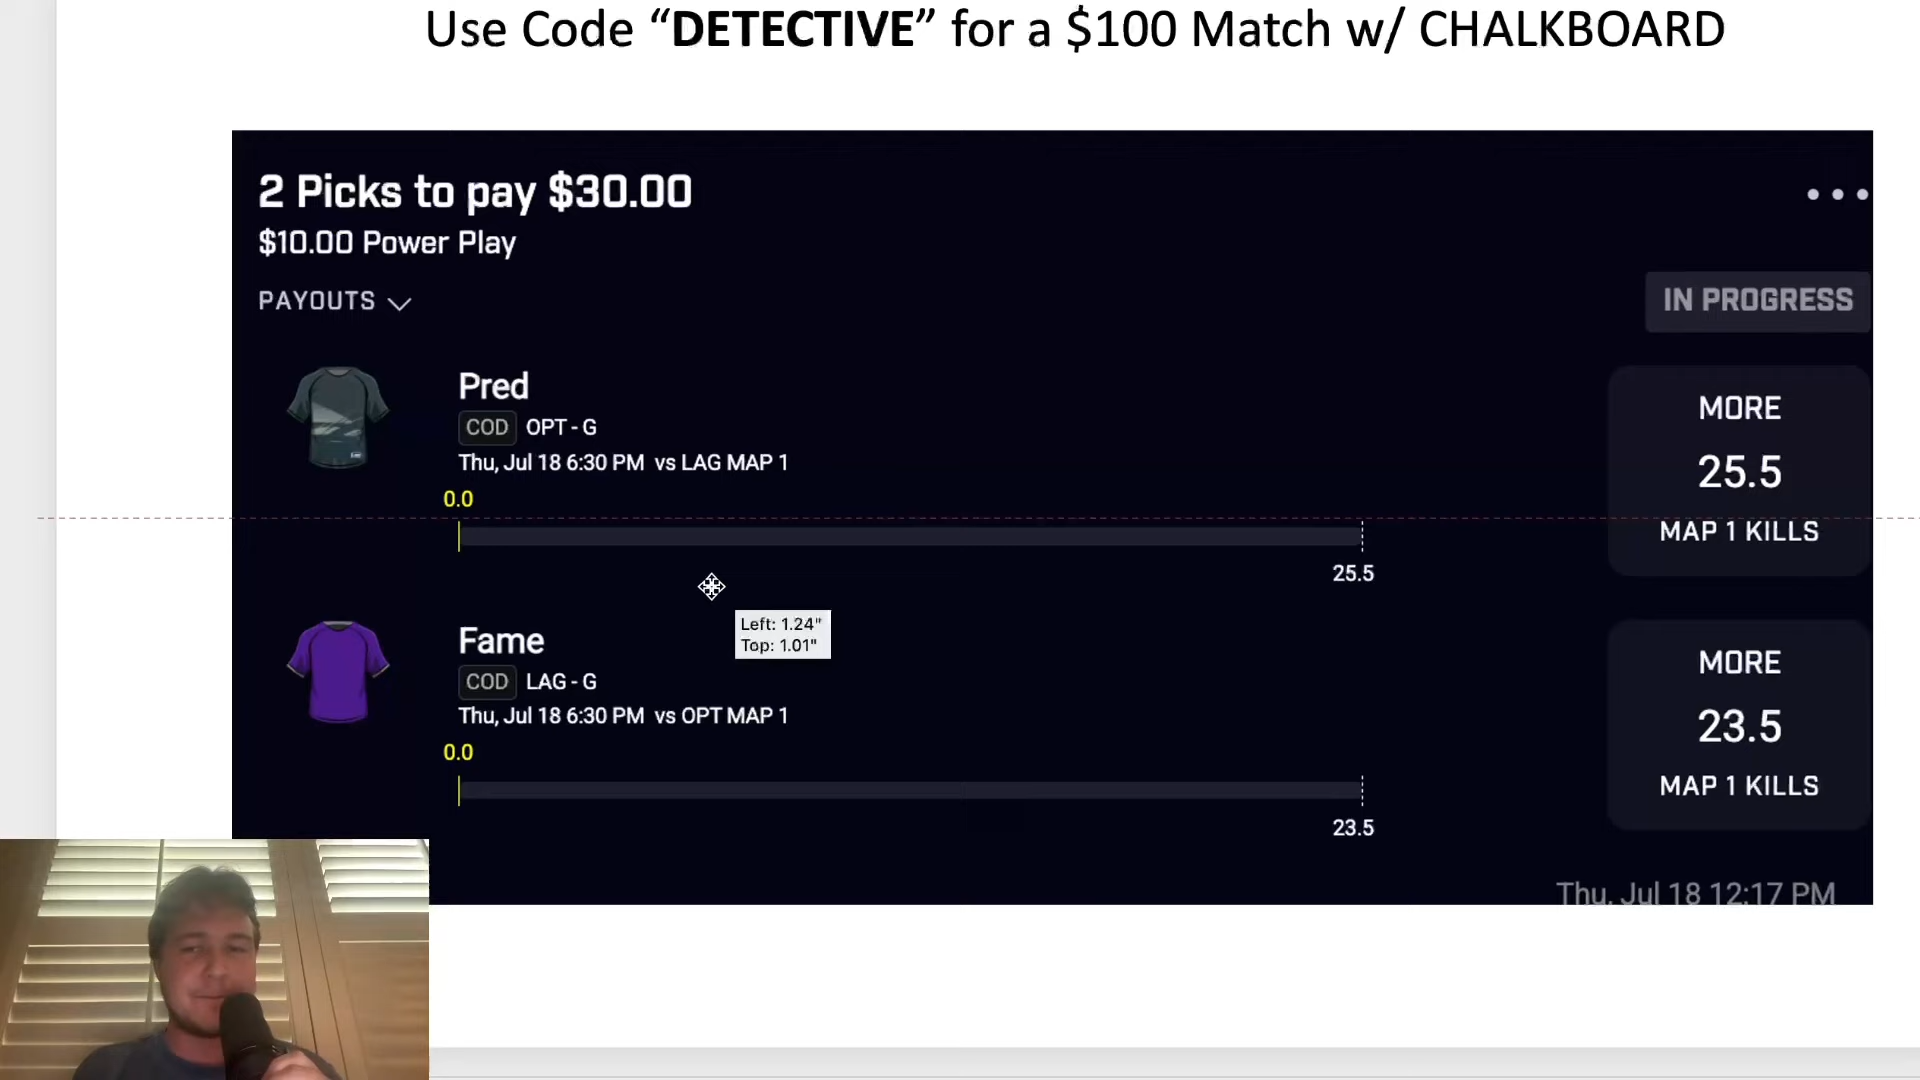 Use Code “DETECTIVE” for a $100 Match w/ CHALKBOARD
2 Picks to pay $30.00
$10.00 Power Play
PAYOUTS
IN PROGRESS
Pred
COD OPT - G
Thu, Jul 18 6:30 PM vs LAG MAP 1
0.0
25.5
MORE
25.5
MAP 1 KILLS
Left: 1.24"
Top: 1.01"
Fame
COD LAG - G
Thu, Jul 18 6:30 PM vs OPT MAP 1
0.0
23.5
MORE
23.5
MAP 1 KILLS
Thu, Jul 18 12:17 PM